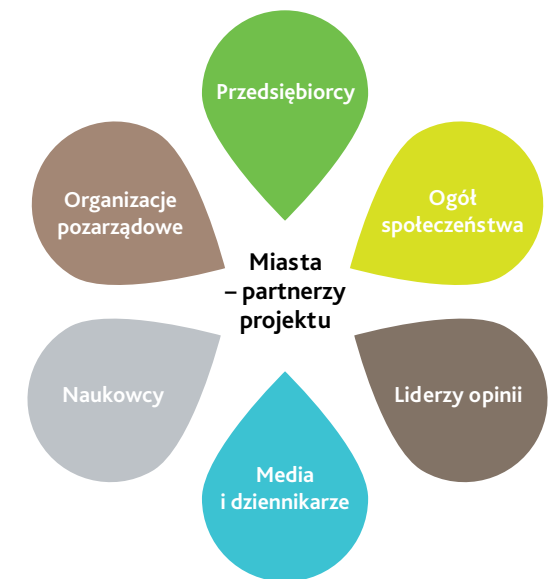 Przedsiębiorcy
Organizacje
pozarządowe
Ogół
społeczeństwa
Miasta
– partnerzy
projektu
Naukowcy
Liderzy opinii
Media
i dziennikarze